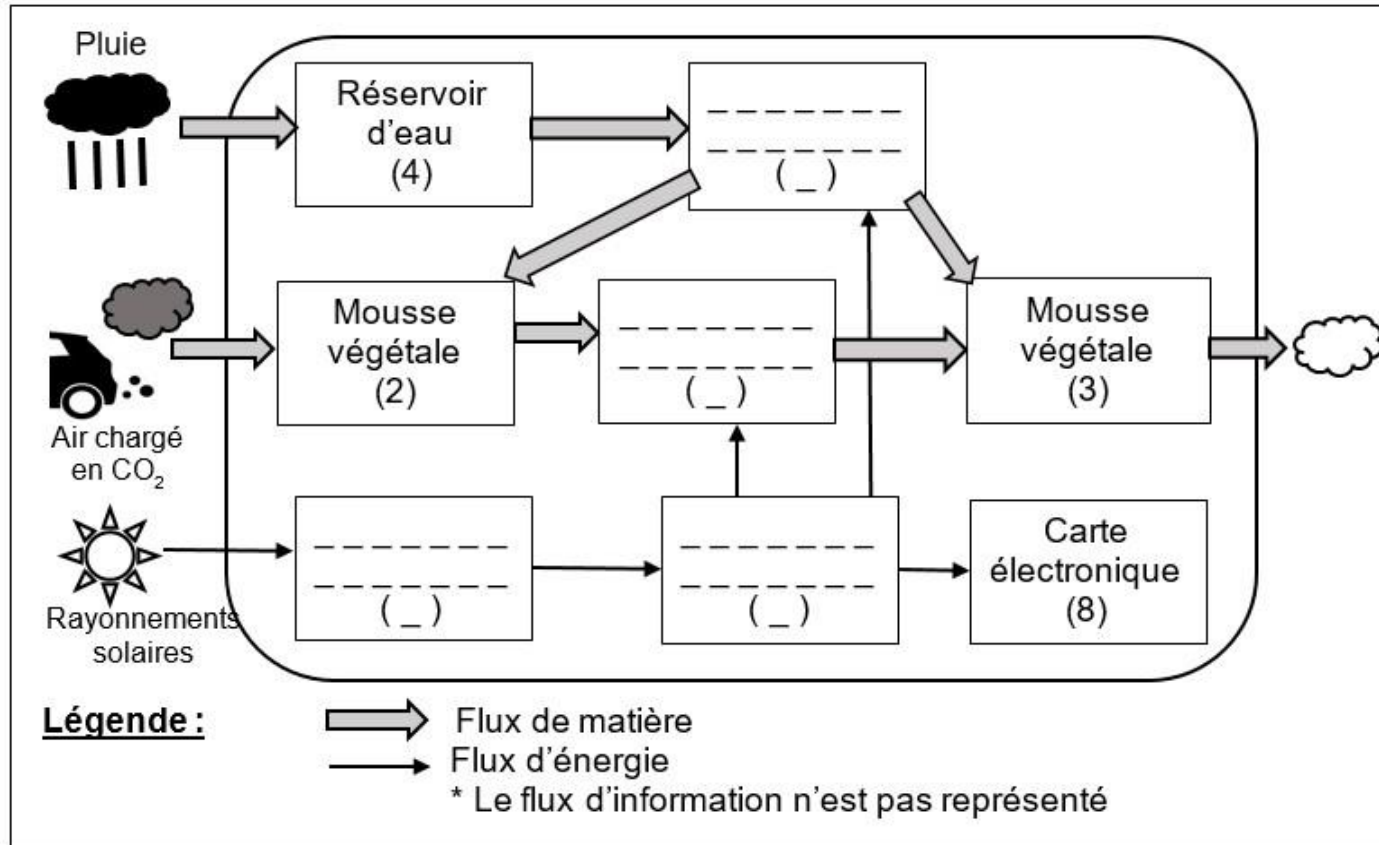 Pluie
Réservoir
d'eau
(4)
_ _ _ _ _ _ _
_ _ _ _ _ _ _
( _ )
Mousse
végétale
(2)
_ _ _ _ _ _ _
_ _ _ _ _ _ _
( _ )
Mousse
végétale
(3)
Air chargé
en CO₂
_ _ _ _ _ _ _
_ _ _ _ _ _ _
( _ )
_ _ _ _ _ _ _
_ _ _ _ _ _ _
( _ )
Carte
électronique
(8)
Rayonnements
solaires
Légende :
Flux de matière
Flux d'énergie
* Le flux d'information n'est pas représenté